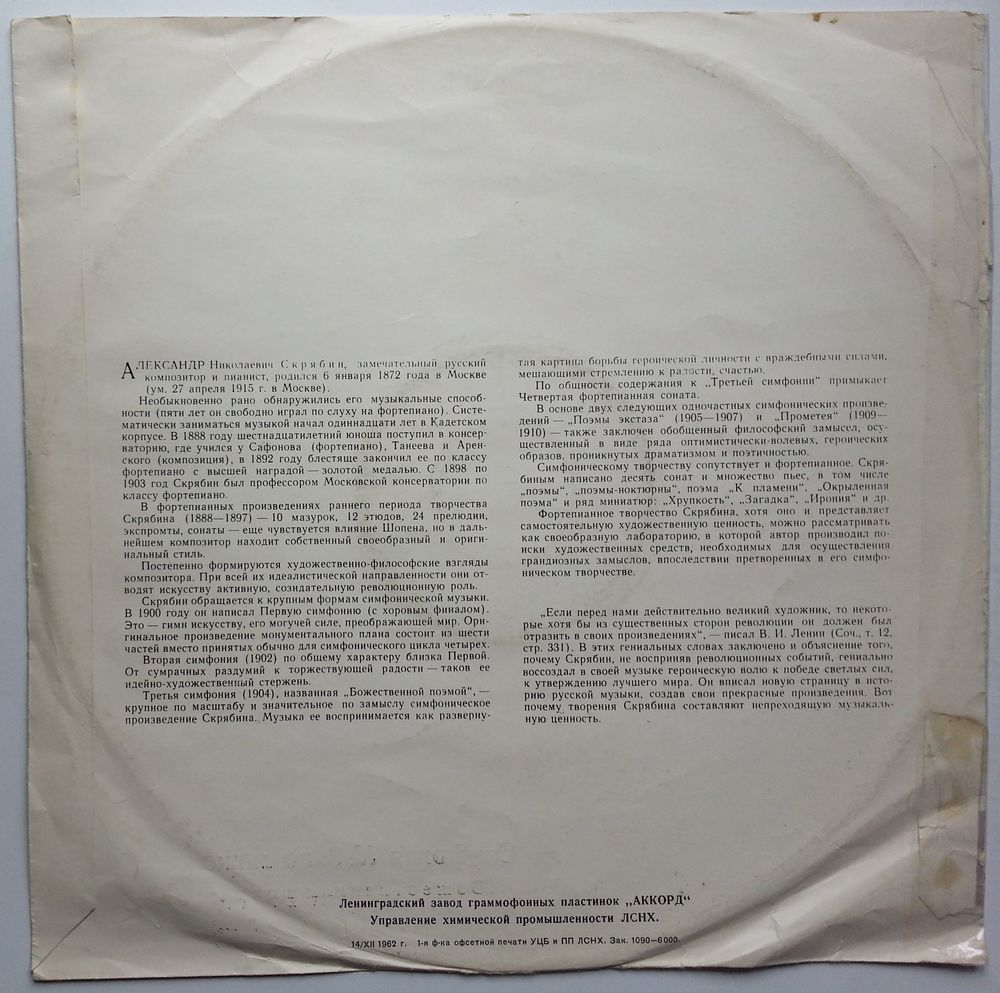 АЛЕКСАНДР Николаевич Скрябин, замечательный русский
композитор и пианист, родился 6 января 1872 года в Москве
(ум. 27 апреля 1915 г. в Москве).
Необыкновенно рано обнаружились его музыкальные способ-
ности (пяти лет он свободно играл по слуху на фортепиано). Систе-
матически заниматься музыкой начал одиннадцати лет в Кадетском
корпусе. В 1888 году шестнадцатилетний юноша поступил в консер-
ваторию, где учился у Сафонова (фортепиано), Танеева и Арен-
ского (композиция), в 1892 году блестяще закончил ее по классу
фортепиано с высшей наградой — золотой медалью. С 1898 по
1903 год Скрябин был профессором Московской консерватории по
классу фортепиано.
В фортепианных произведениях раннего периода творчества
Скрябина (1888—1897) — 10 мазурок, 12 этюдов, 24 прелюдии,
экспромты, сонаты — еще чувствуется влияние Шопена, но в даль-
нейшем композитор находит собственный своеобразный и ориги-
нальный стиль.
Постепенно формируются художественно-философские взгляды
композитора. При всей их идеалистической направленности они от-
водят искусству активную, созидательную революционную роль.
Скрябин обращается к крупным формам симфонической музыки.
В 1900 году он написал Первую симфонию (с хоровым финалом).
Это — гимн искусству, его могучей силе, преображающей мир. Ори-
гинальное произведение монументального плана состоит из шести
частей вместо принятых обычно для симфонического цикла четырех.
Вторая симфония (1902) по общему характеру близка Первой.
От сумрачных раздумий к торжествующей радости — таков ее
идейно-художественный стержень.
Третья симфония (1904), названная „Божественной поэмой“, —
крупное по масштабу и значительное по замыслу симфоническое
произведение Скрябина. Музыка ее воспринимается как разверну-
тая картина борьбы героической личности с враждебными силами,
мешающими стремлению к радости, счастью.
По общности содержания к „Третьей симфонии“ примыкает
Четвертая фортепианная соната.
В основе двух следующих одночастных симфонических произве-
дений — „Поэмы экстаза“ (1905—1907) и „Прометея“ (1909—
1910) — также заключен обобщенный философский замысел, осу-
ществленный в виде ряда оптимистически-волевых, героических
образов, проникнутых драматизмом и поэтичностью.
Симфоническому творчеству сопутствует и фортепианное. Скря-
биным написано десять сонат и множество пьес, в том числе
„поэмы“, „поэмы-ноктюрны“, поэма „К пламени“, „Окрыленная
поэма“ и ряд миниатюр: „Хрупкость“, „Загадка“, „Ирония“ и др.
Фортепианное творчество Скрябина, хотя оно и представляет
самостоятельную художественную ценность, можно рассматривать
как своеобразную лабораторию, в которой автор производил по-
иски художественных средств, необходимых для осуществления
грандиозных замыслов, впоследствии претворенных в его симфо-
ническом творчестве.
„Если перед нами действительно великий художник, то некото-
рые хотя бы из существенных сторон революции он должен был
отразить в своих произведениях“, — писал В. И. Ленин (Соч., т. 12,
стр. 331). В этих гениальных словах заключено и объяснение того,
почему Скрябин, не восприняв революционных событий, гениально
воссоздал в своей музыке героическую волю к победе светлых сил,
к утверждению лучшего мира. Он вписал новую страницу в исто-
рию русской музыки, создав свои прекрасные произведения. Вот
почему творения Скрябина составляют непреходящую музыкаль-
ную ценность.
Ленинградский завод граммофонных пластинок „АККОРД“
Управление химической промышленности ЛСНХ.
14/XII 1962 г. 1-я ф-ка офсетной печати УЦБ и ПП ЛСНХ. Зак. 1090—6000.